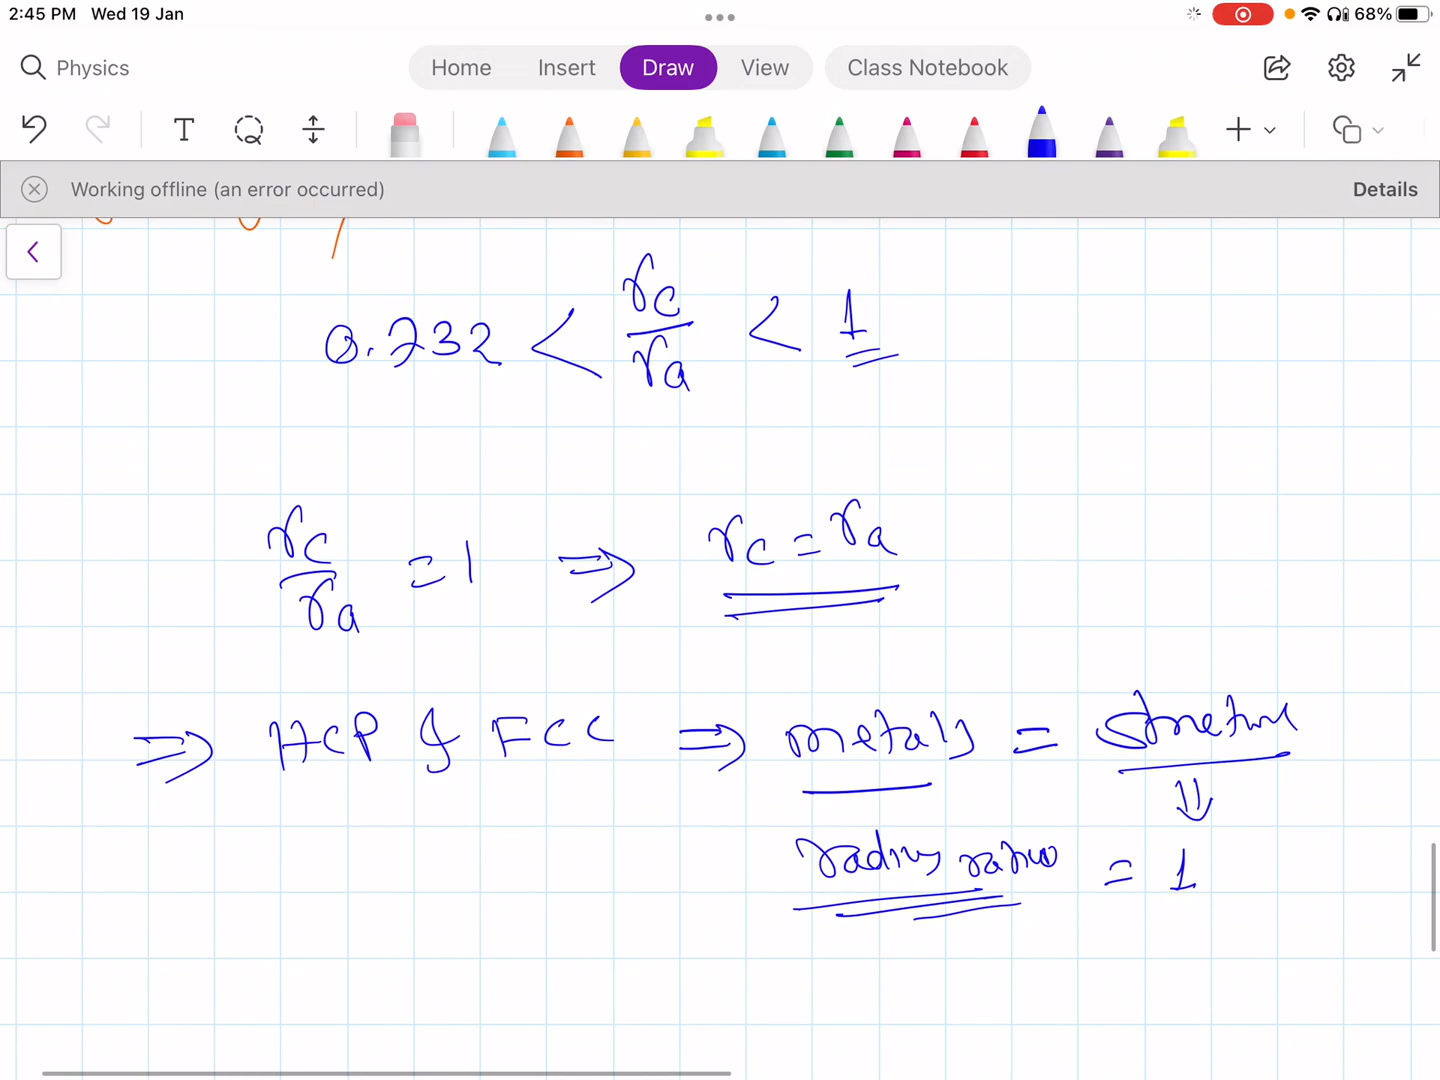 2:45 PM Wed 19 Jan 68%
Physics Home Insert Draw View Class Notebook
T
Working offline (an error occurred) Details
0.232 < rc/ra < 1
rc/ra = 1 ⇒ rc = ra
⇒ HCP & FCC ⇒ metals = structure
⇓
radius ratio = 1